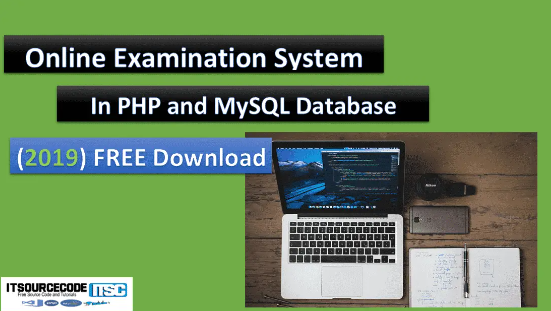 Online Examination System
In PHP and MySQL Database
(2019) FREE Download
ITSOURCECODE ITSC
Free Source Code and Tutorials